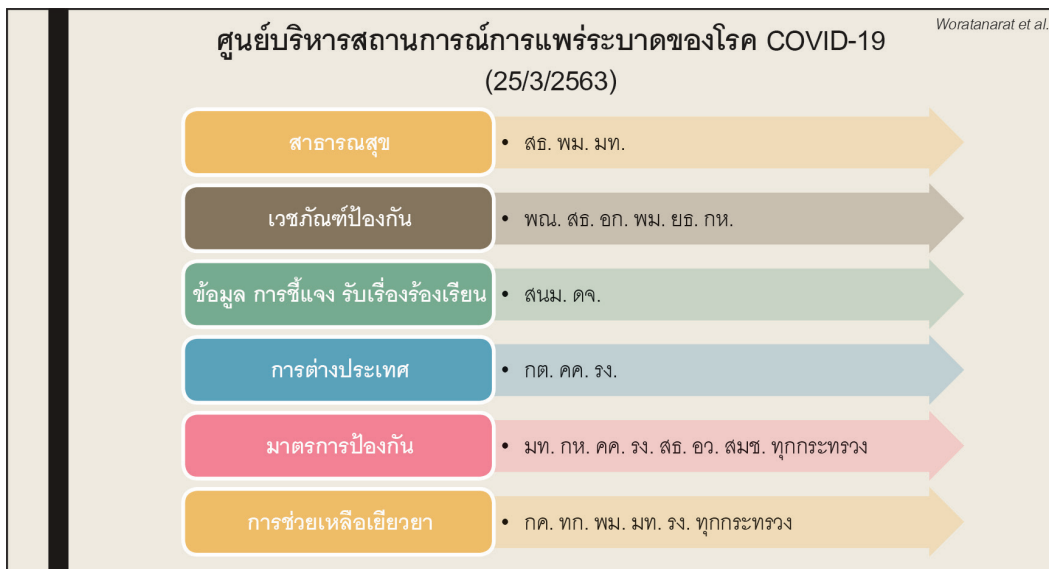 Woratanarat et al.
ศูนย์บริหารสถานการณ์การแพร่ระบาดของโรค COVID-19
(25/3/2563)
สาธารณสุข
• สธ. พม. มท.
เวชภัณฑ์ป้องกัน
• พณ. สธ. อก. พม. ยธ. กห.
ข้อมูล การชี้แจง รับเรื่องร้องเรียน
• สนม. ดจ.
การต่างประเทศ
• กต. คค. รง.
มาตรการป้องกัน
• มท. กห. คค. รง. สธ. อว. สมช. ทุกกระทรวง
การช่วยเหลือเยียวยา
• กค. ทก. พม. มท. รง. ทุกกระทรวง